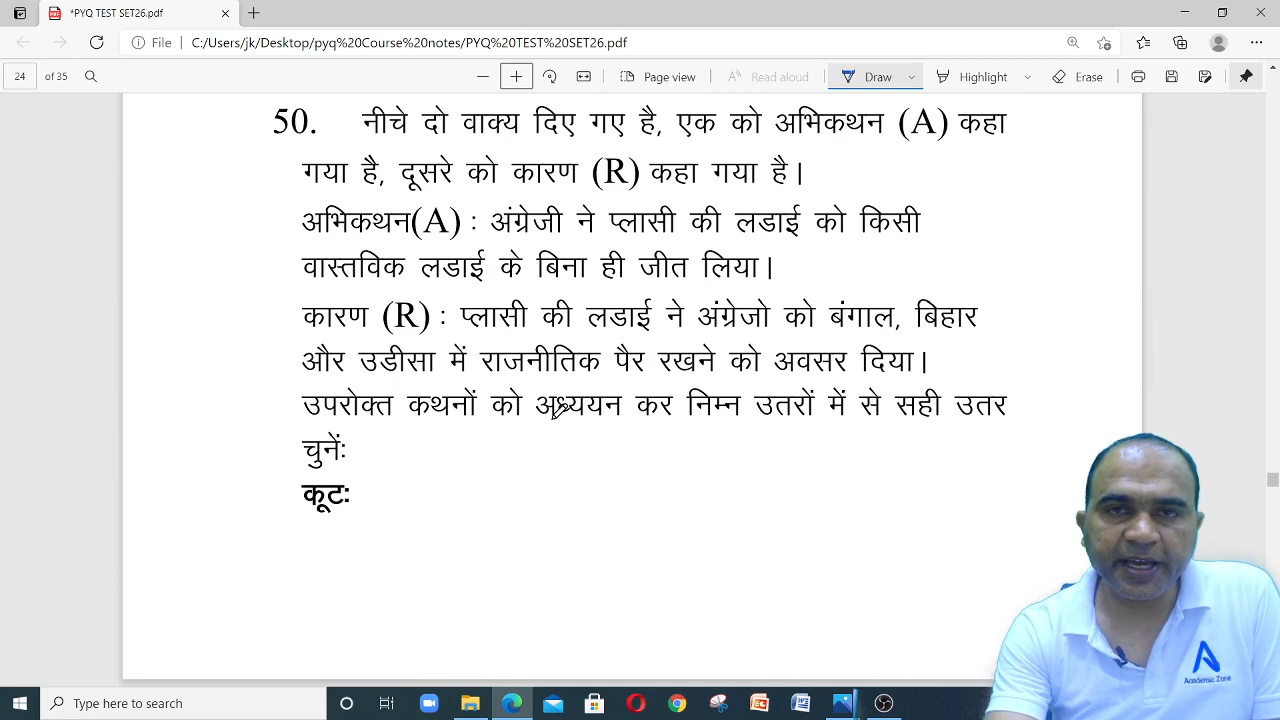 *PYQ TEST SET26.pdf
File
C:/Users/jk/Desktop/pyq%20Course%20notes/PYQ%20TEST%20SET26.pdf
24 of 35
Page view
Read aloud
Draw
Highlight
Erase
50. नीचे दो वाक्य दिए गए है, एक को अभिकथन (A) कहा
गया है, दूसरे को कारण (R) कहा गया है।
अभिकथन(A) : अंग्रेजी ने प्लासी की लडाई को किसी
वास्तविक लडाई के बिना ही जीत लिया।
कारण (R) : प्लासी की लडाई ने अंग्रेजो को बंगाल, बिहार
और उडीसा में राजनीतिक पैर रखने को अवसर दिया।
उपरोक्त कथनों को अध्ययन कर निम्न उतरों में से सही उतर
चुनें:
कूट:
Academic Zone
Type here to search